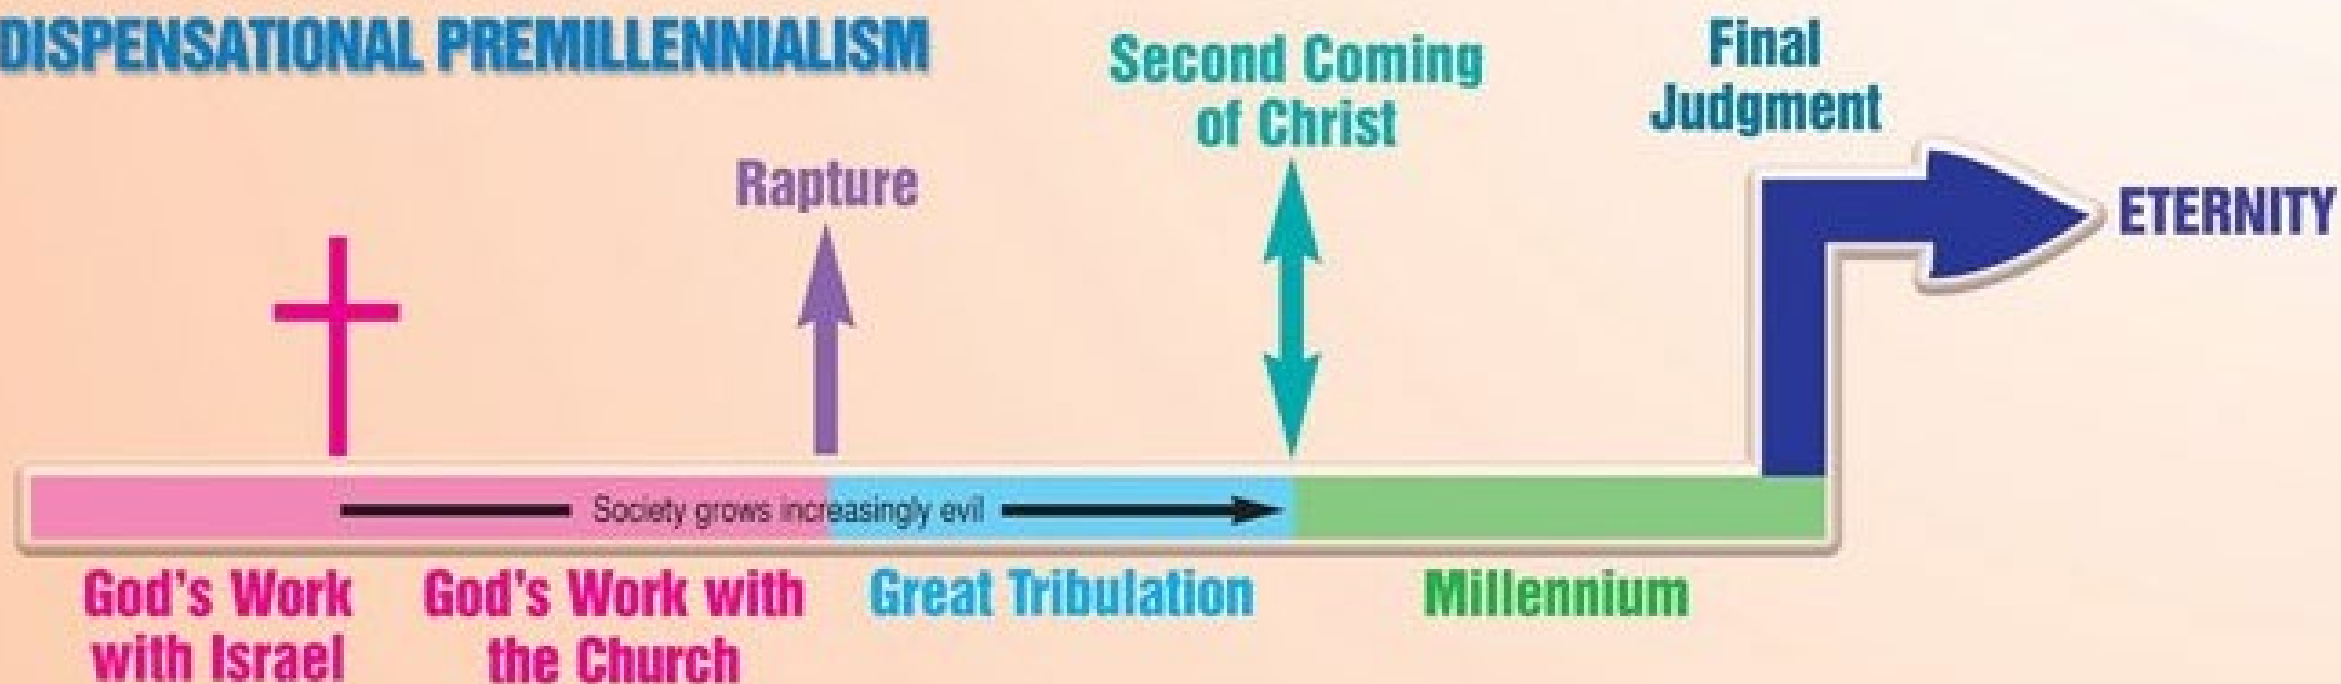 DISPENSATIONAL PREMILLENNIALISM
Rapture
Second Coming
of Christ
Final
Judgment
ETERNITY
Society grows increasingly evil
God's Work
with Israel
God's Work with
the Church
Great Tribulation
Millennium